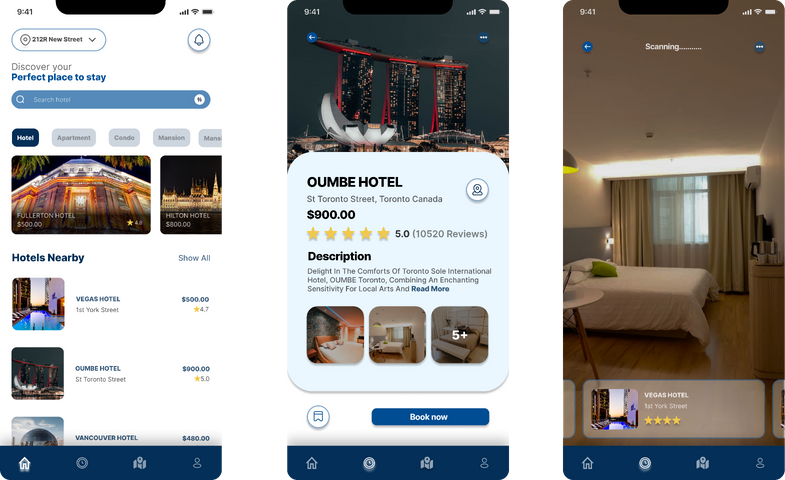 9:41
212R New Street
Discover your
Perfect place to stay
Search hotel
Hotel
Apartment
Condo
Mansion
Mansi
FULLERTON HOTEL
$500.00
4.8
HILTON HOTEL
$800.00
Hotels Nearby
Show All
VEGAS HOTEL
$500.00
1st York Street
4.7
OUMBE HOTEL
$900.00
St Toronto Street
5.0
VANCOUVER HOTEL
$480.00
9:41
OUMBE HOTEL
St Toronto Street, Toronto Canada
$900.00
5.0 (10520 Reviews)
Description
Delight In The Comforts Of Toronto Sole International
Hotel, OUMBE Toronto, Combining An Enchanting
Sensitivity For Local Arts And Read More
5+
Book now
9:41
Scanning...........
VEGAS HOTEL
1st York Street